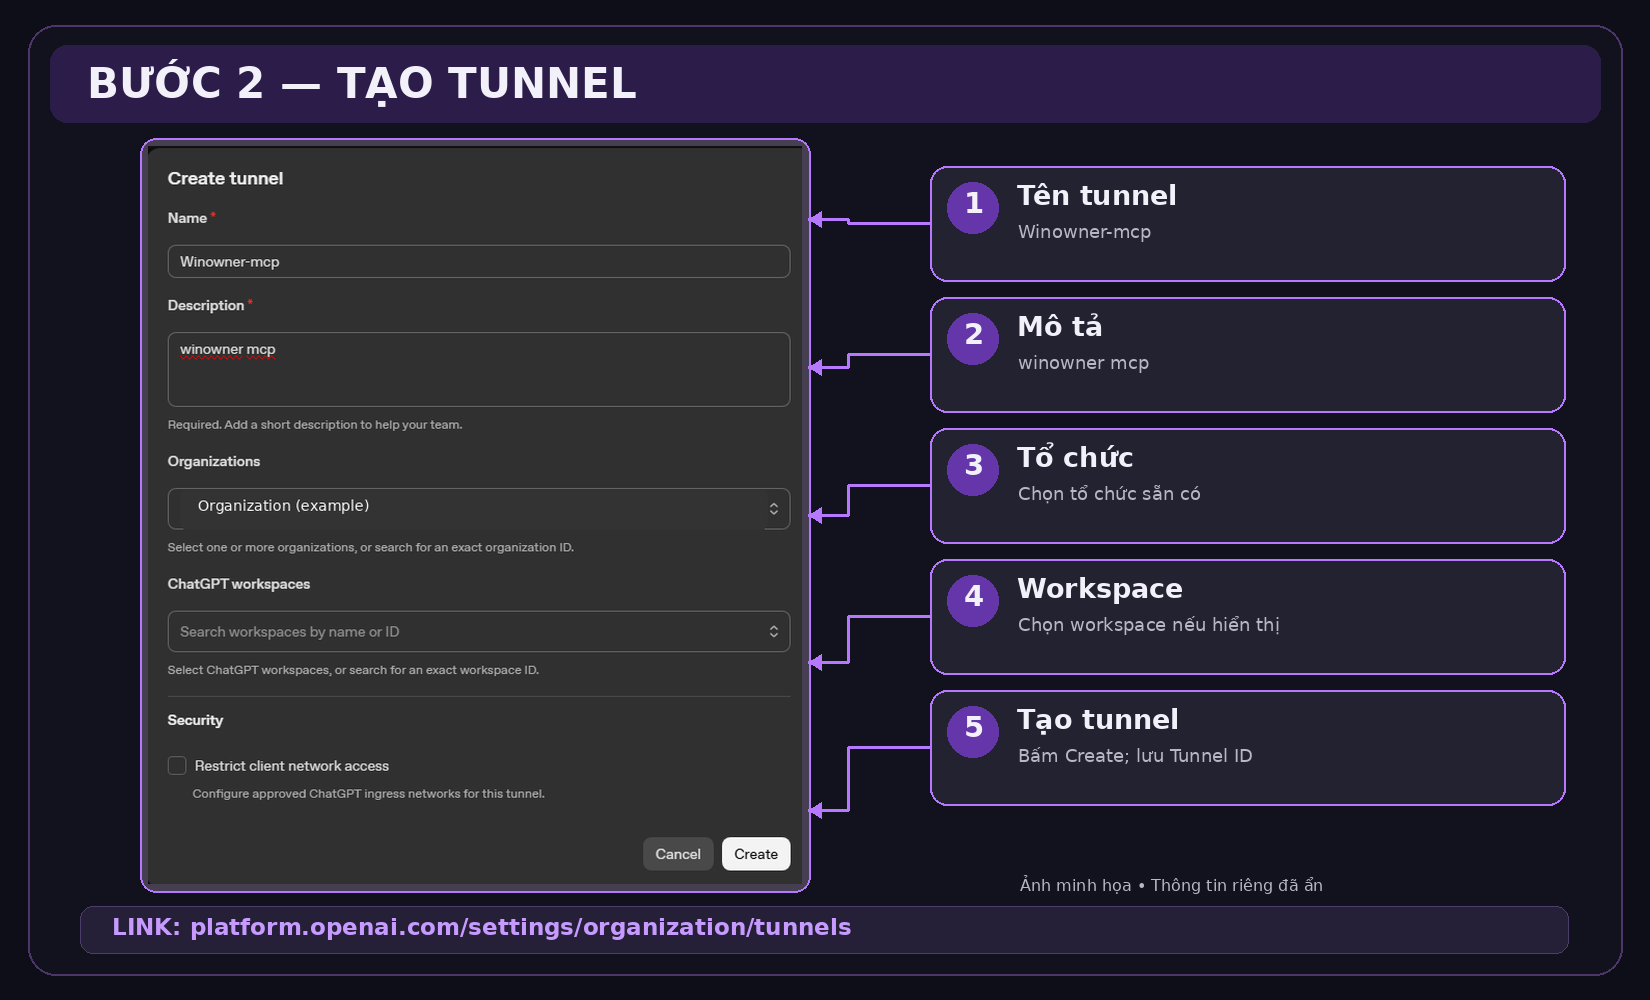 BƯỚC 2 — TẠO TUNNEL
Create tunnel
Name *
Winowner-mcp
Description *
winowner mcp
Required. Add a short description to help your team.
Organizations
Organization (example)
Select one or more organizations, or search for an exact organization ID.
ChatGPT workspaces
Search workspaces by name or ID
Select ChatGPT workspaces, or search for an exact workspace ID.
Security
Restrict client network access
Configure approved ChatGPT ingress networks for this tunnel.
Cancel Create
1 Tên tunnel
Winowner-mcp
2 Mô tả
winowner mcp
3 Tổ chức
Chọn tổ chức sẵn có
4 Workspace
Chọn workspace nếu hiển thị
5 Tạo tunnel
Bấm Create; lưu Tunnel ID
Ảnh minh họa • Thông tin riêng đã ẩn
LINK: platform.openai.com/settings/organization/tunnels